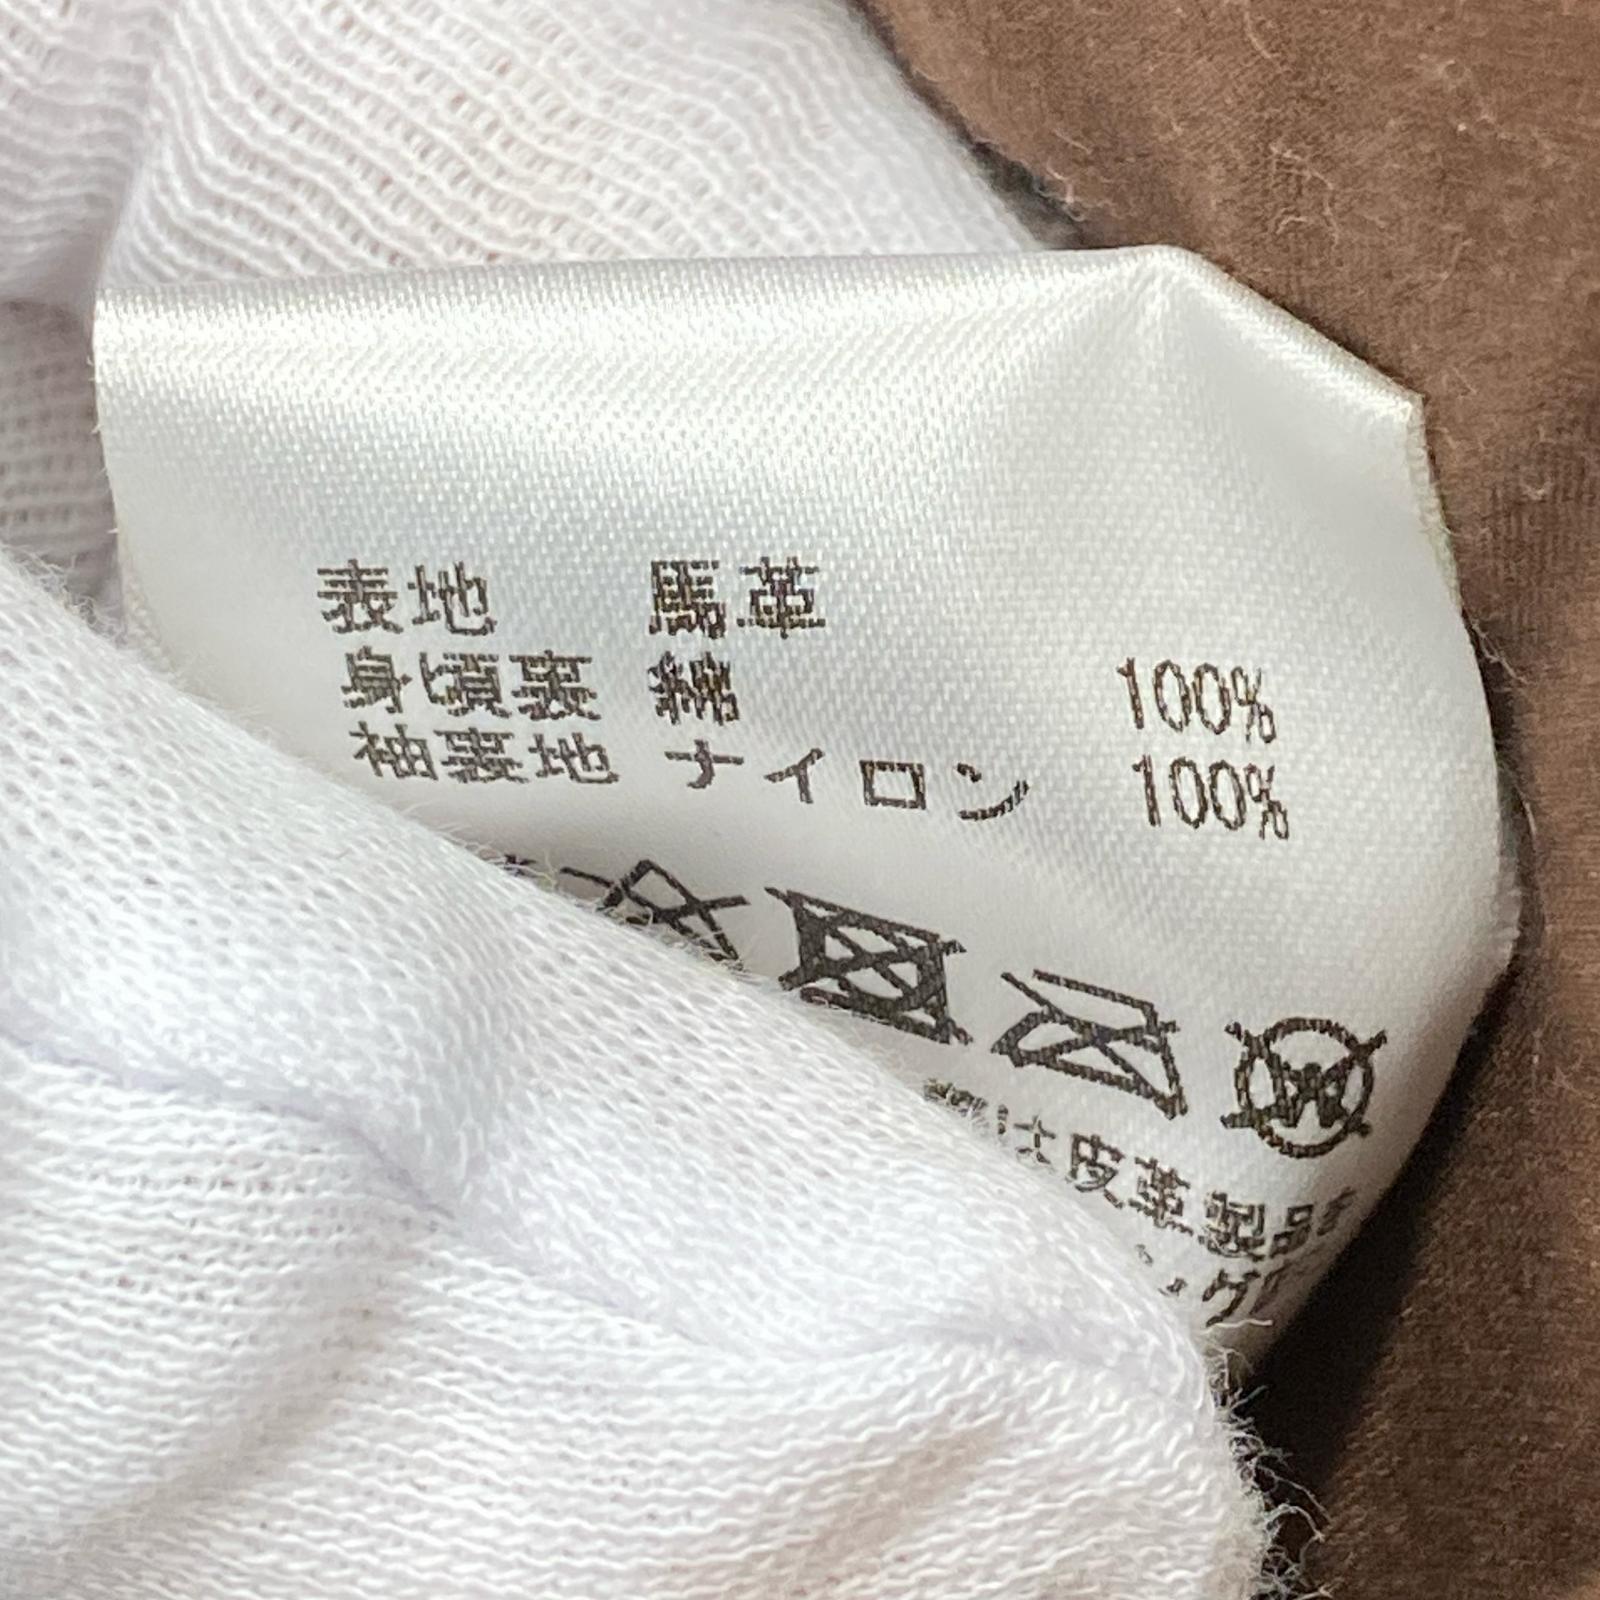 表地 馬革
身頃裏 綿 100%
袖裏地 ナイロン 100%
は皮革製品